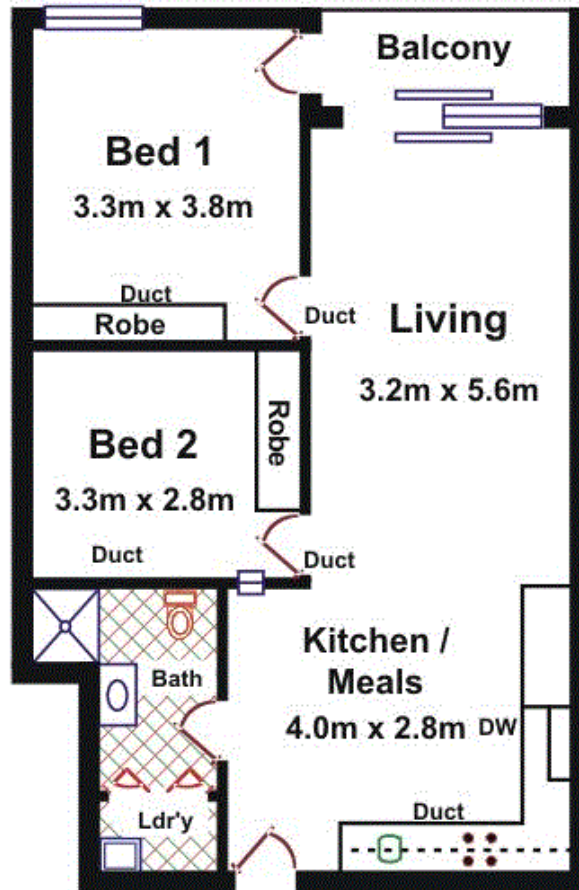 Balcony
Bed 1
3.3m x 3.8m
Duct
Robe
Duct
Living
3.2m x 5.6m
Bed 2
3.3m x 2.8m
Robe
Duct
Duct
Kitchen /
Meals
4.0m x 2.8m DW
Bath
Duct
Ldr'y